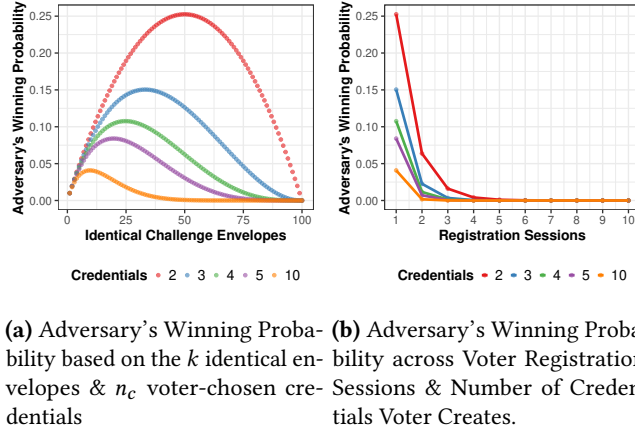 0.25
0.20
0.15
0.10
0.05
0.00
Adversary's Winning Probability
0 25 50 75 100
Identical Challenge Envelopes
Credentials 2 3 4 5 10
0.25
0.20
0.15
0.10
0.05
0.00
Adversary's Winning Probability
1 2 3 4 5 6 7 8 9 10
Registration Sessions
Credentials 2 3 4 5 10
(a) Adversary's Winning Proba-
bility based on the k identical en-
velopes & n_c voter-chosen cre-
dentials
(b) Adversary's Winning Proba
bility across Voter Registration
Sessions & Number of Creden
tials Voter Creates.